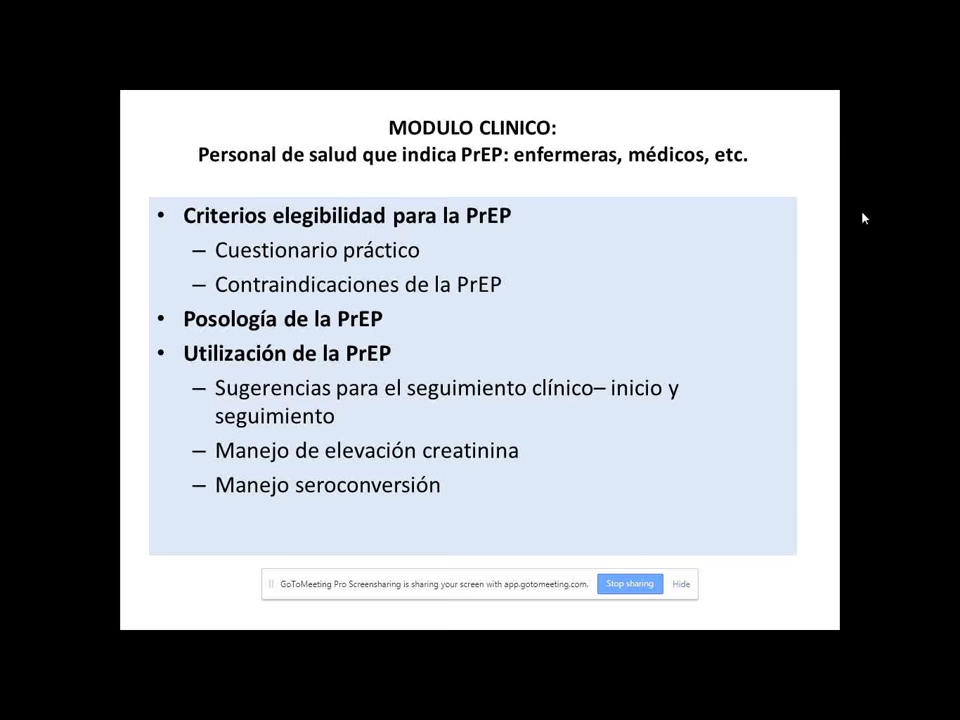 MODULO CLINICO:
Personal de salud que indica PrEP: enfermeras, médicos, etc.
• Criterios elegibilidad para la PrEP
– Cuestionario práctico
– Contraindicaciones de la PrEP
• Posología de la PrEP
• Utilización de la PrEP
– Sugerencias para el seguimiento clínico– inicio y
seguimiento
– Manejo de elevación creatinina
– Manejo seroconversión
GoToMeeting Pro Screensharing is sharing your screen with app.gotomeeting.com. Stop sharing Hide